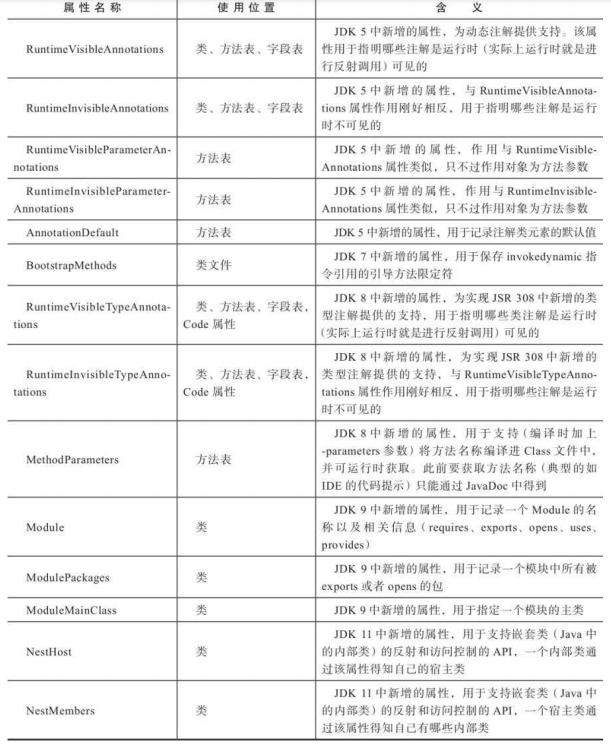 属性名称 使用位置 含义
RuntimeVisibleAnnotations 类、方法表、字段表 JDK 5 中新增的属性，为动态注解提供支持。该属
性用于指明哪些注解是运行时（实际上运行时就是进
行反射调用）可见的
RuntimeInvisibleAnnotations 类、方法表、字段表 JDK 5 中新增的属性，与 RuntimeVisibleAnnota-
tions 属性作用刚好相反，用于指明哪些注解是运行
时不可见的
RuntimeVisibleParameterAn-
notations
方法表
JDK 5 中新增的属性，作用与 RuntimeVisible-
Annotations 属性类似，只不过作用对象为方法参数
RuntimeInvisibleParameter-
Annotations
方法表
JDK 5 中新增的属性，作用与 RuntimeInvisible-
Annotations 属性类似，只不过作用对象为方法参数
AnnotationDefault 方法表 JDK 5 中新增的属性，用于记录注解类元素的默认值
BootstrapMethods 类文件 JDK 7 中新增的属性，用于保存 invokedynamic 指
令引用的引导方法限定符
RuntimeVisibleTypeAnnota-
tions
类、方法表、字段表，
Code 属性
JDK 8 中新增的属性，为实现 JSR 308 中新增的类
型注解提供的支持，用于指明哪些类注解是运行时
（实际上运行时就是进行反射调用）可见的
RuntimeInvisibleTypeAnno-
tations
类、方法表、字段表，
Code 属性
JDK 8 中新增的属性，为实现 JSR 308 中新增的
类型注解提供的支持，与 RuntimeVisibleTypeAnno-
tations 属性作用刚好相反，用于指明哪些注解是运行
时不可见的
MethodParameters 方法表 JDK 8 中新增的属性，用于支持（编译时加上
-parameters 参数）将方法名称编译进 Class 文件中，
并可运行时获取。此前要获取方法名称（典型的如
IDE 的代码提示）只能通过 JavaDoc 中得到
Module 类 JDK 9 中新增的属性，用于记录一个 Module 的名
称以及相关信息（requires、exports、opens、uses、
provides）
ModulePackages 类 JDK 9 中新增的属性，用于记录一个模块中所有被
exports 或者 opens 的包
ModuleMainClass 类 JDK 9 中新增的属性，用于指定一个模块的主类
NestHost 类 JDK 11 中新增的属性，用于支持嵌套类（Java 中
的内部类）的反射和访问控制的 API，一个内部类通
过该属性得知自己的宿主类
NestMembers 类 JDK 11 中新增的属性，用于支持嵌套类（Java 中
的内部类）的反射和访问控制的 API，一个宿主类通
过该属性得知自己有哪些内部类